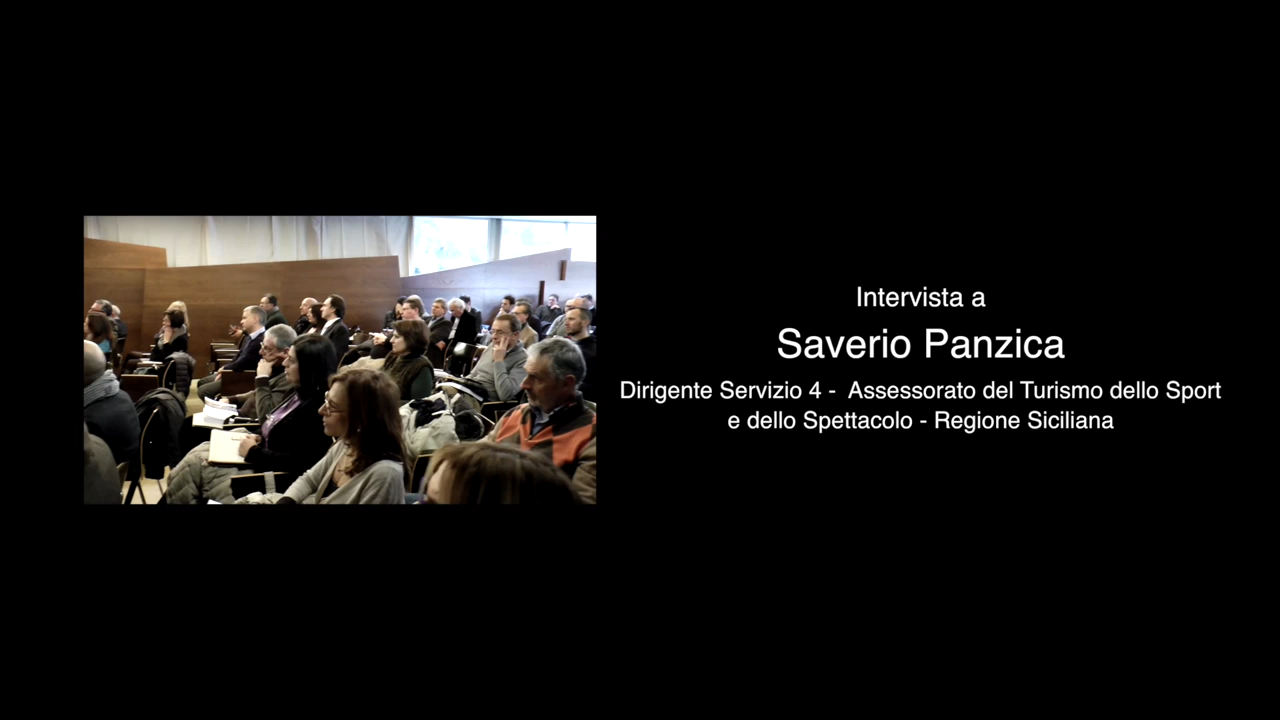 Intervista a
Saverio Panzica
Dirigente Servizio 4 - Assessorato del Turismo dello Sport
e dello Spettacolo - Regione Siciliana